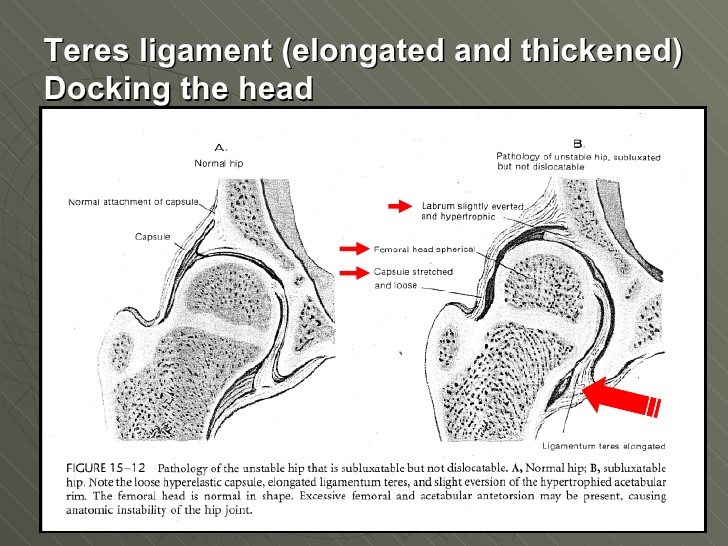 Teres ligament (elongated and thickened)
Docking the head
A.
Normal hip
Normal attachment of capsule
Capsule
B.
Pathology of unstable hip, subluxated
but not dislocatable
Labrum slightly everted
and hypertrophic
Femoral head spherical
Capsule stretched
and loose
Ligamentum teres elongated
FIGURE 15–12 Pathology of the unstable hip that is subluxatable but not dislocatable. A, Normal hip; B, subluxatable
hip. Note the loose hyperelastic capsule, elongated ligamentum teres, and slight eversion of the hypertrophied acetabular
rim. The femoral head is normal in shape. Excessive femoral and acetabular antetorsion may be present, causing
anatomic instability of the hip joint.